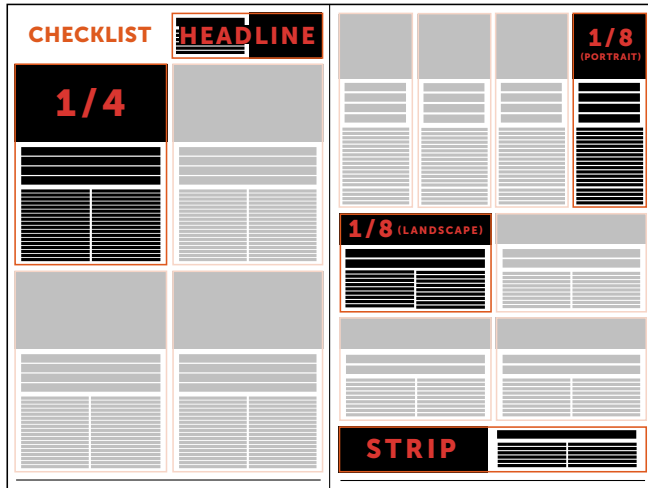 CHECKLIST
HEADLINE
1/4
1/8
(PORTRAIT)
1/8 (LANDSCAPE)
STRIP